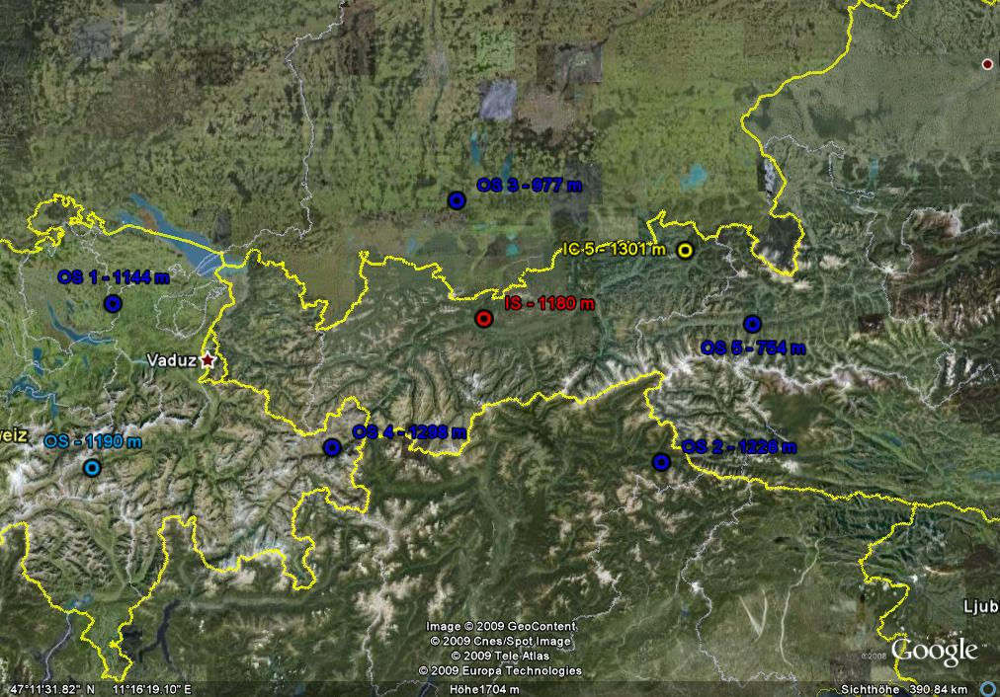 OS 3 - 977 m
IC 5 - 1301 m
OS 1 - 1144 m
IS - 1180 m
OS 5 - 754 m
Vaduz
OS 4 - 1298 m
weiz
OS - 1190 m
OS 2 - 1226 m
Ljub
Image © 2009 GeoContent
© 2009 Cnes/Spot Image
© 2009 Tele Atlas
© 2009 Europa Technologies
©2008 Google™
47°11'31.82" N 11°16'19.10" E
Höhe1704 m
Sichthöhe 390.84 km